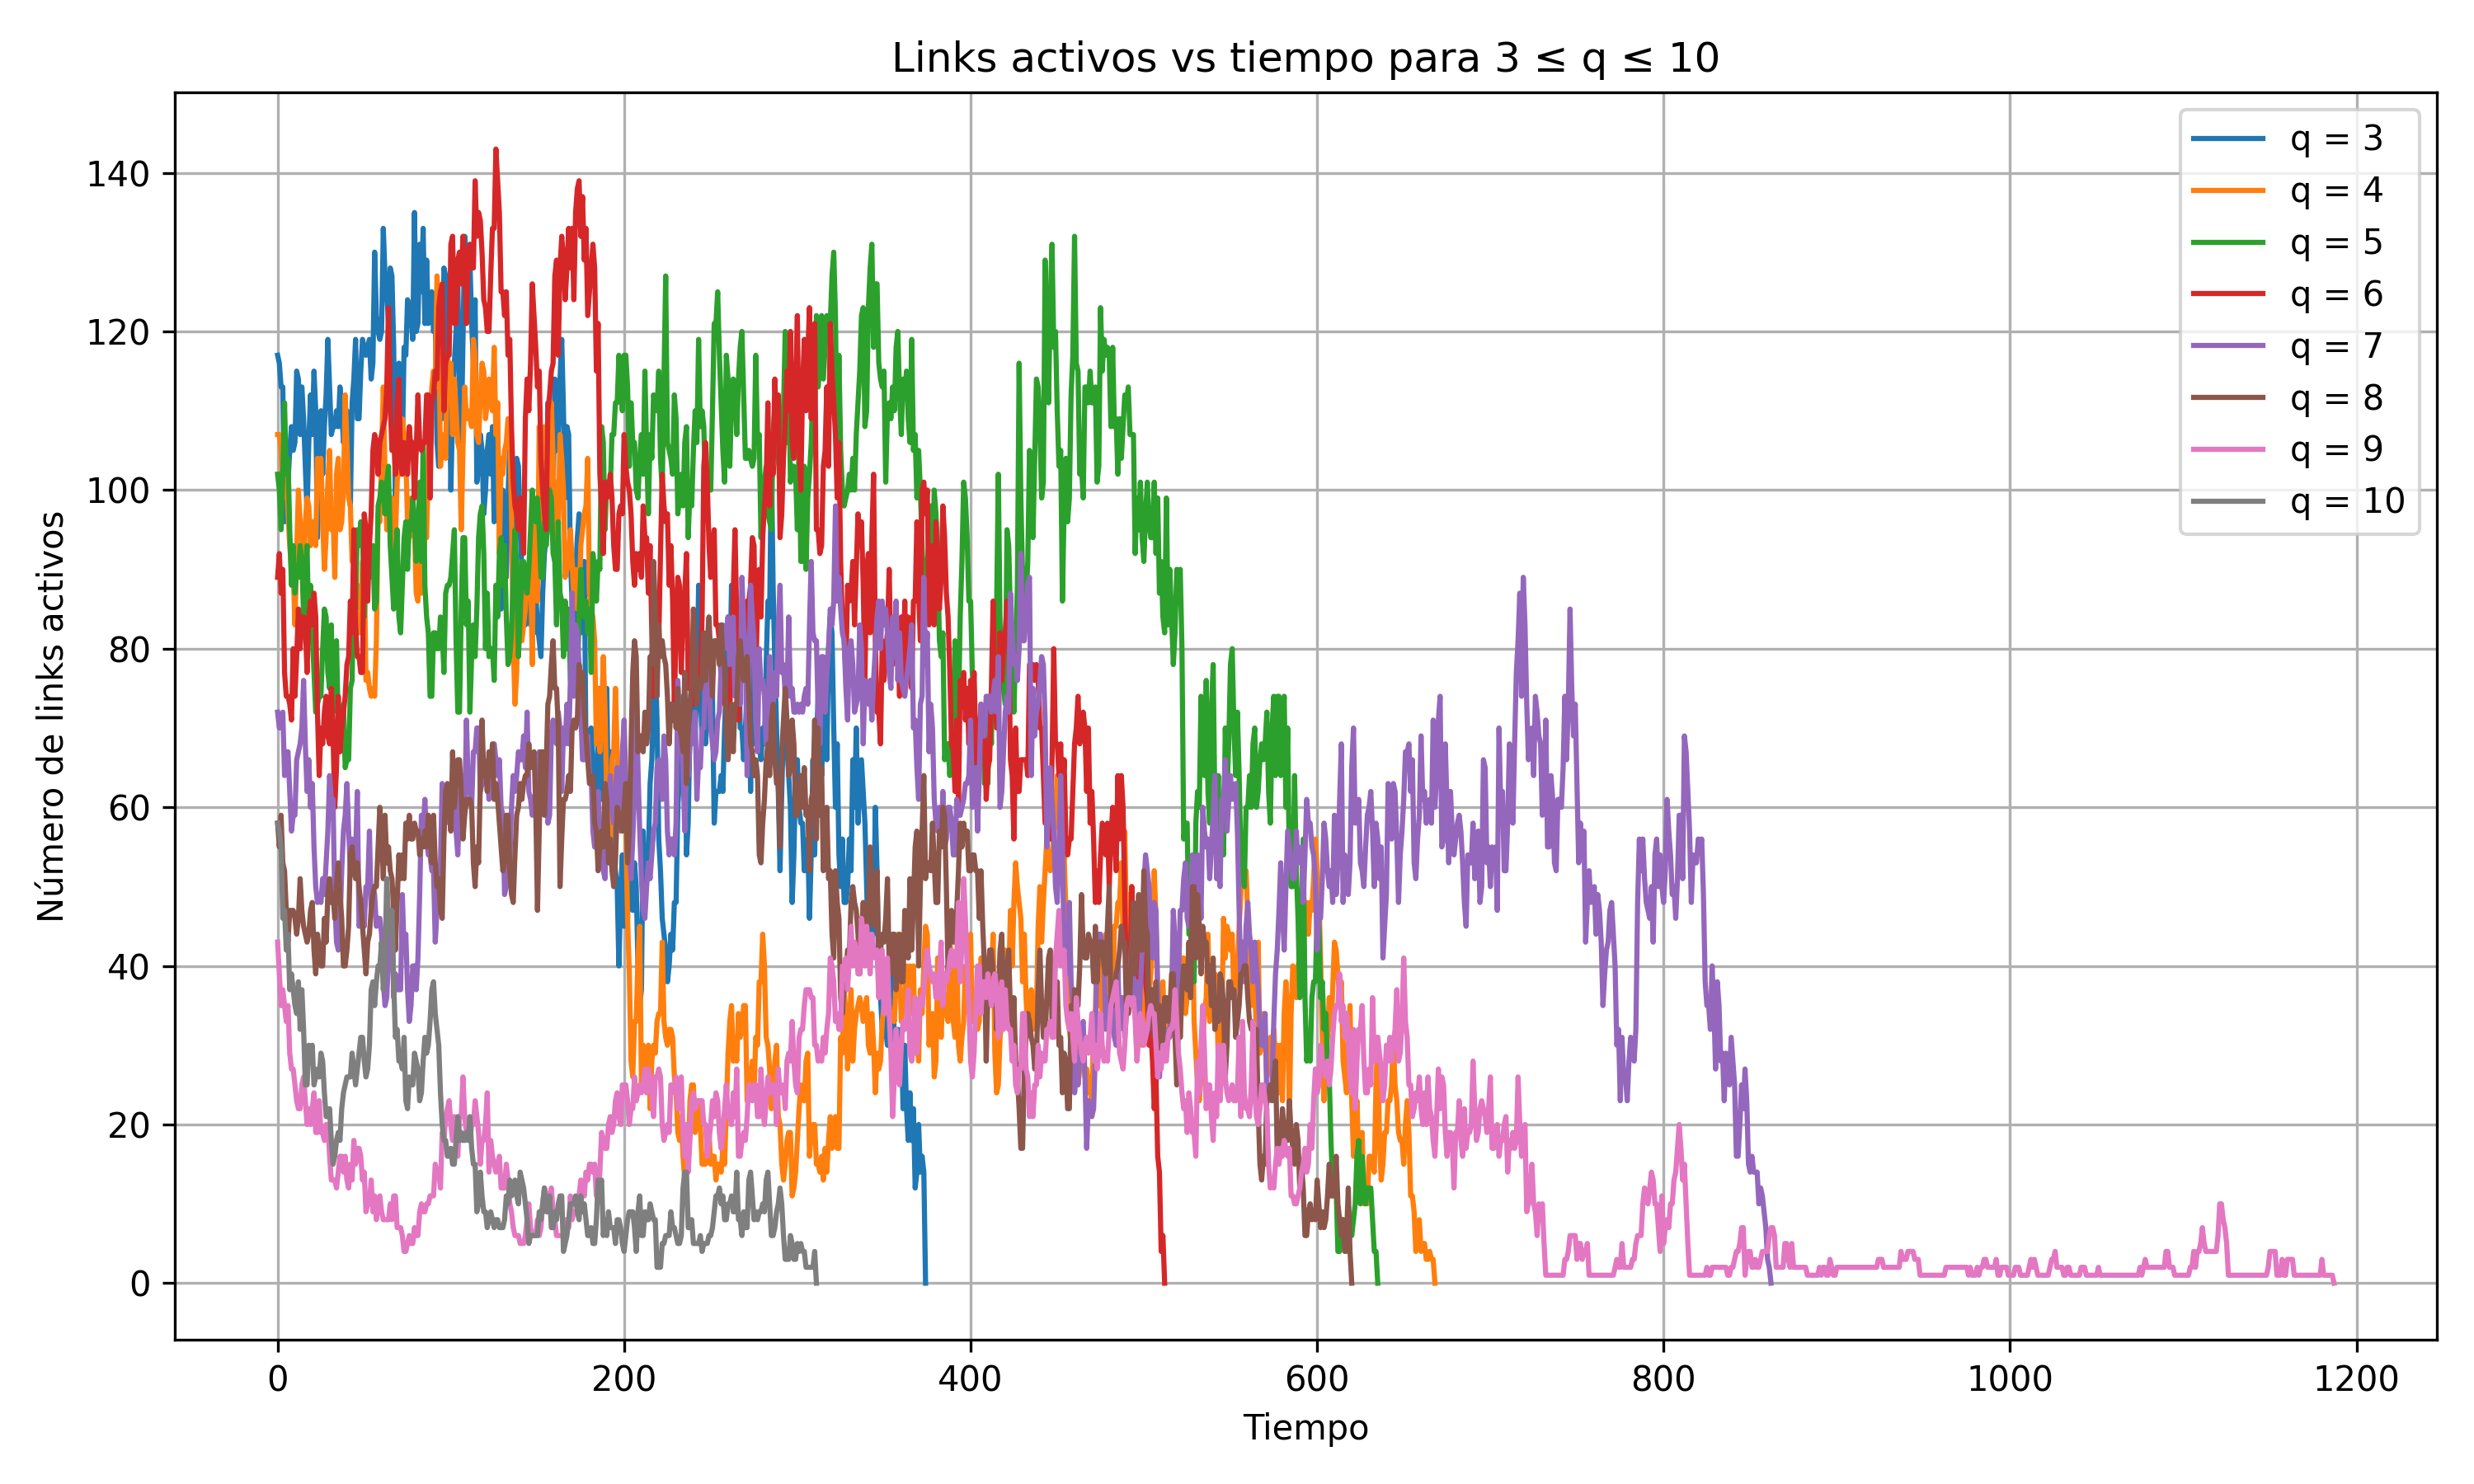 Links activos vs tiempo para 3 ≤ q ≤ 10
q = 3
q = 4
q = 5
q = 6
q = 7
q = 8
q = 9
q = 10
Número de links activos
140
120
100
80
60
40
20
0
0 200 400 600 800 1000 1200
Tiempo